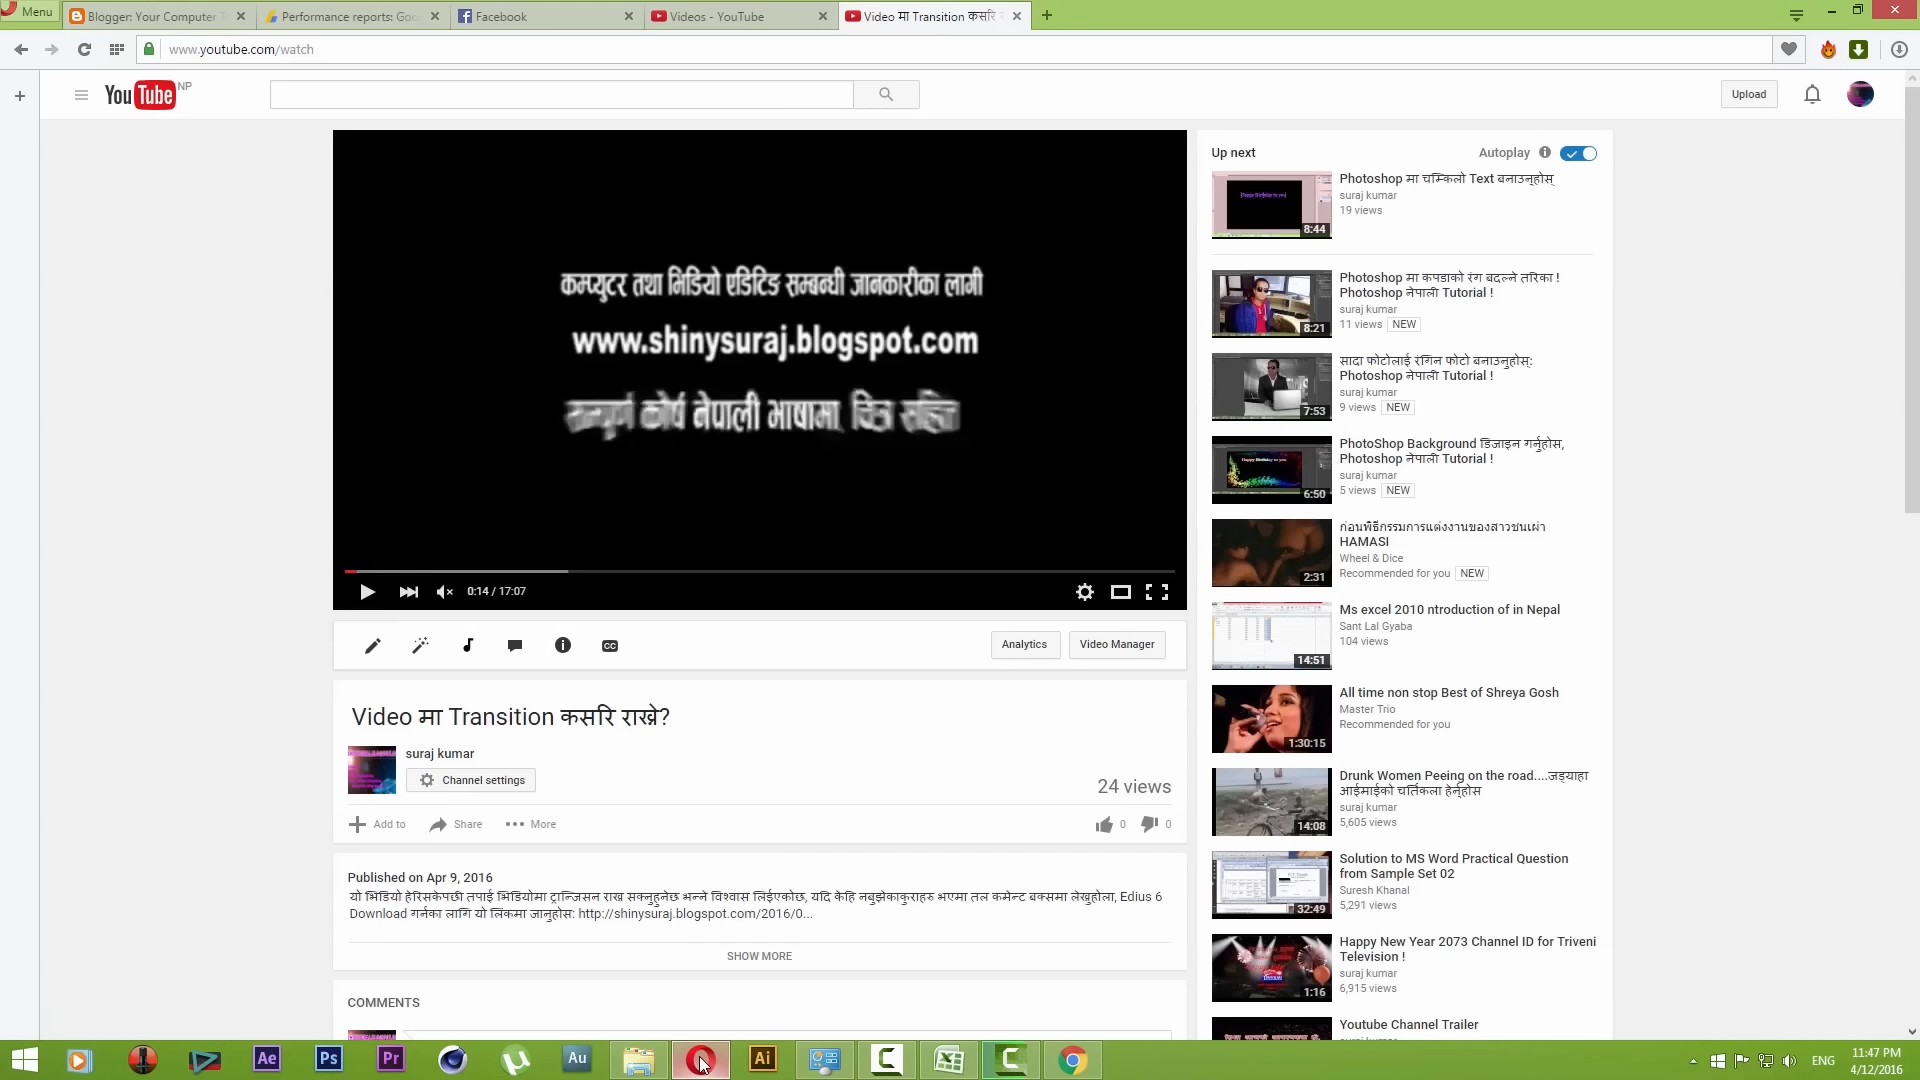 Menu
Blogger: Your Computer T
Performance reports: Goo
Facebook
Videos - YouTube
Video मा Transition कसरि र
www.youtube.com/watch
YouTube NP
Upload
कम्प्युटर तथा भिडियो एडिटिङ सम्बन्धी जानकारीका लागी
www.shinysuraj.blogspot.com
सम्पूर्ण कोर्ष नेपाली भाषामा चित्र सहित
0:14 / 17:07
CC
Analytics
Video Manager
Video मा Transition कसरि राख्ने?
suraj kumar
Channel settings
24 views
Add to
Share
More
0
0
Published on Apr 9, 2016
यो भिडियो हेरिसकेपछी तपाई भिडियोमा ट्रान्जिसन राख्न सक्नुहुनेछ भन्ने विश्वास लिईएकोछ, यदि केहि नबुझेकाकुराहरु भएमा तल कमेन्ट बक्समा लेख्नुहोला, Edius 6
Download गर्नका लागि यो लिंकमा जानुहोस: http://shinysuraj.blogspot.com/2016/0...
SHOW MORE
COMMENTS
Up next
Autoplay
Photoshop मा चम्किलो Text बनाउनुहोस्
suraj kumar
19 views
8:44
Photoshop मा कपडाको रंग बदल्ने तरिका !
Photoshop नेपाली Tutorial !
suraj kumar
11 views NEW
8:21
सादा फोटोलाई रंगिन फोटो बनाउनुहोस्:
Photoshop नेपाली Tutorial !
suraj kumar
9 views NEW
7:53
PhotoShop Background डिजाइन गर्नुहोस,
Photoshop नेपाली Tutorial !
suraj kumar
5 views NEW
6:50
ก่อนพิธีกรรมการแต่งงานของสาวชนเผ่า
HAMASI
Wheel & Dice
Recommended for you NEW
2:31
Ms excel 2010 ntroduction of in Nepal
Sant Lal Gyaba
104 views
14:51
All time non stop Best of Shreya Gosh
Master Trio
Recommended for you
1:30:15
Drunk Women Peeing on the road....जड्याहा
आईमाईको चर्तिकला हेर्नुहोस
suraj kumar
5,605 views
14:08
Solution to MS Word Practical Question
from Sample Set 02
Suresh Khanal
5,291 views
32:49
Happy New Year 2073 Channel ID for Triveni
Television !
suraj kumar
6,915 views
1:16
Youtube Channel Trailer
Ae
Ps
Pr
Au
Ai
ENG
11:47 PM
4/12/2016